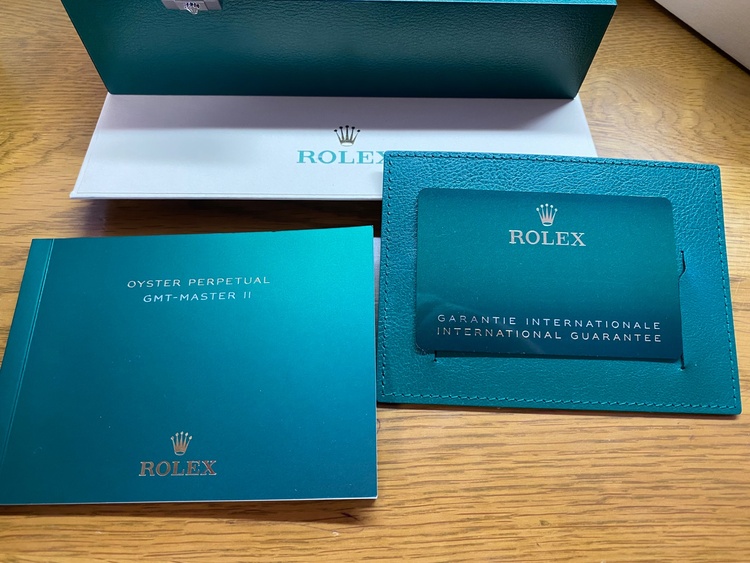 ROLEX
OYSTER PERPETUAL
GMT-MASTER II
ROLEX
ROLEX
GARANTIE INTERNATIONALE
INTERNATIONAL GUARANTEE